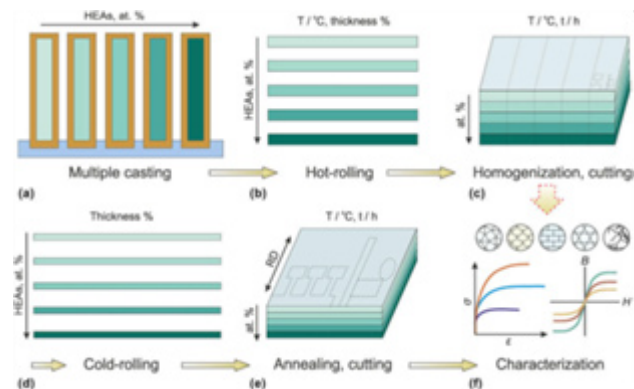 HEAs, at. %
T / °C, thickness %
T / °C, t / h
HEAs, at. %
at. %
Multiple casting
Hot-rolling
Homogenization, cutting
(a)
(b)
(c)
Thickness %
T / °C, t / h
HEAs, at. %
RD
at. %
σ
ε
B
H
Cold-rolling
Annealing, cutting
Characterization
(d)
(e)
(f)